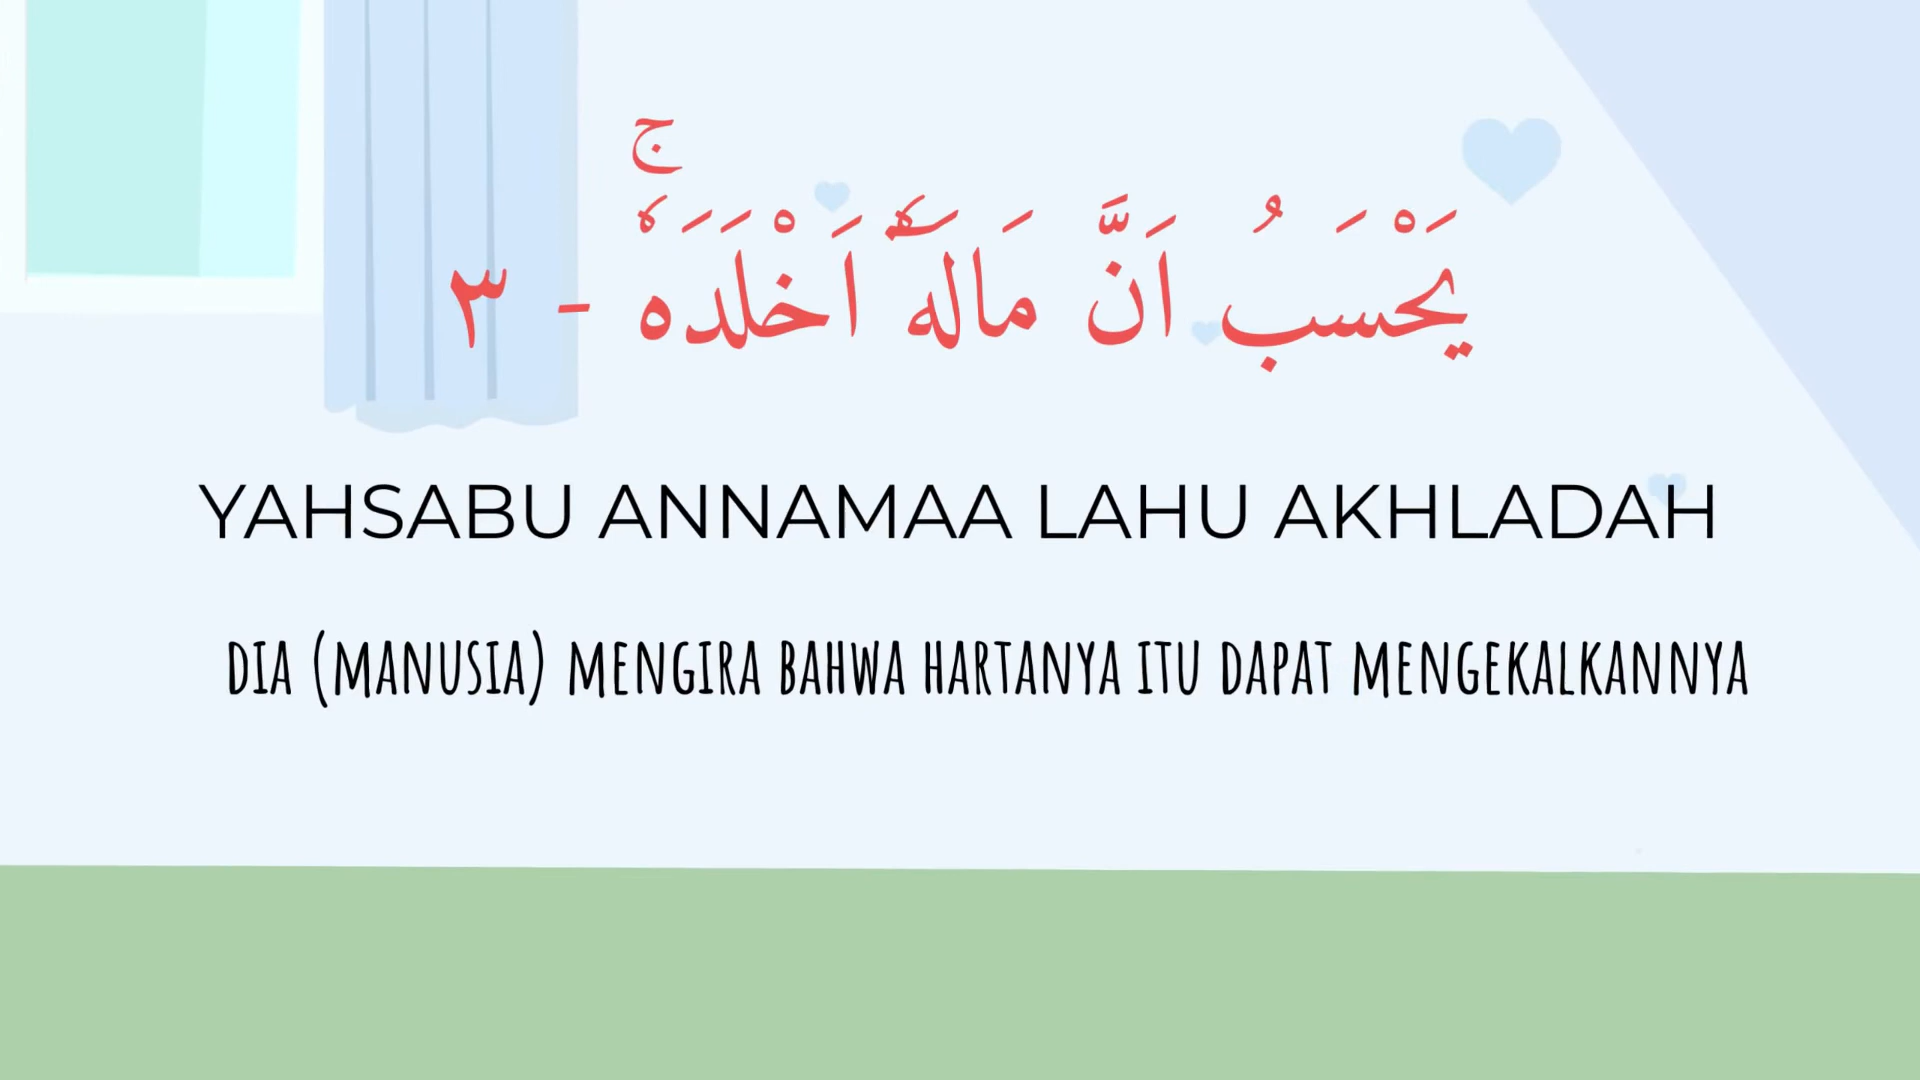 يَحْسَبُ اَنَّ مَالَهٗٓ اَخْلَدَهٗۚ - ٣
YAHSABU ANNAMAA LAHU AKHLADAH
DIA (MANUSIA) MENGIRA BAHWA HARTANYA ITU DAPAT MENGEKALKANNYA